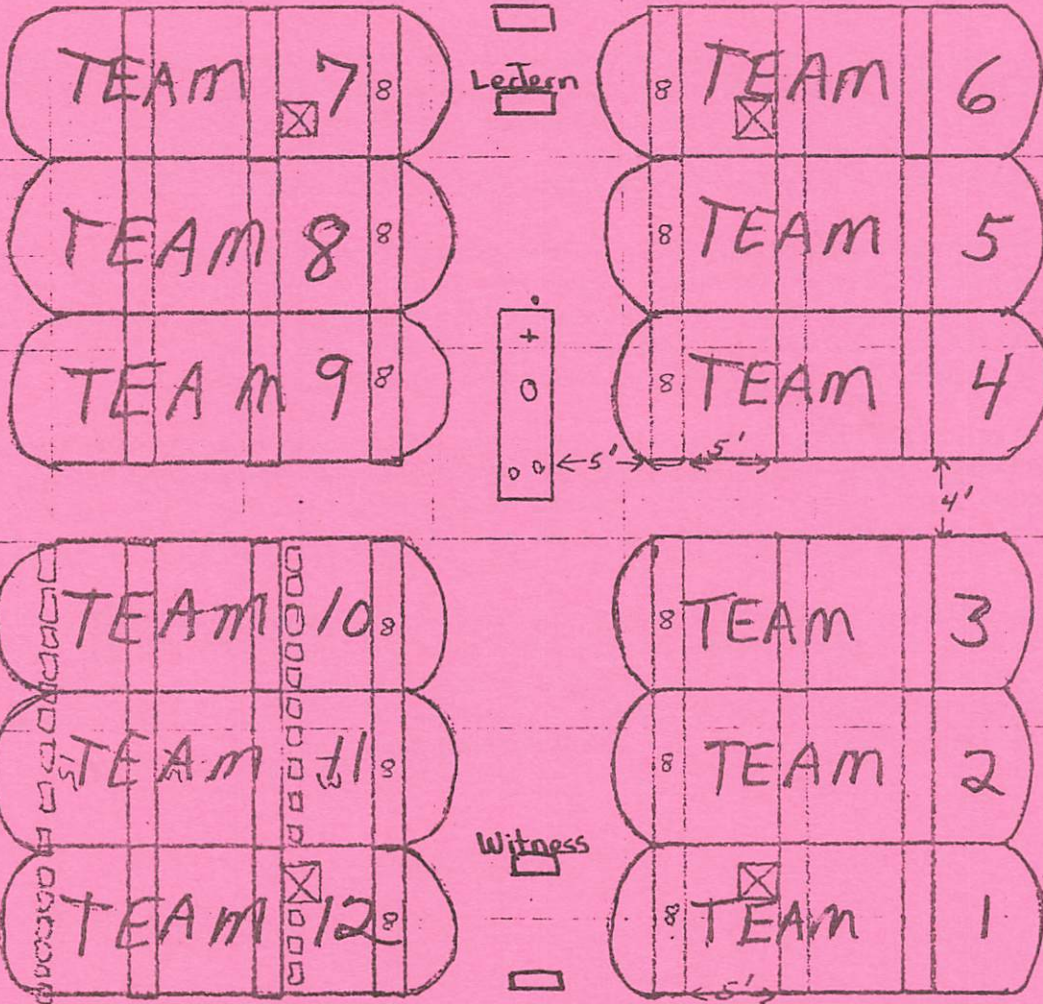 TEAM 7 8
Lectern
8 TEAM 6
TEAM 8 8
8 TEAM 5
+
O
TEAM 9 8
8 TEAM 4
5'
5'
4'
TEAM 10 8
8 TEAM 3
TEAM 11 8
15
13
8 TEAM 2
Witness
TEAM 12 8
8 TEAM 1
5'